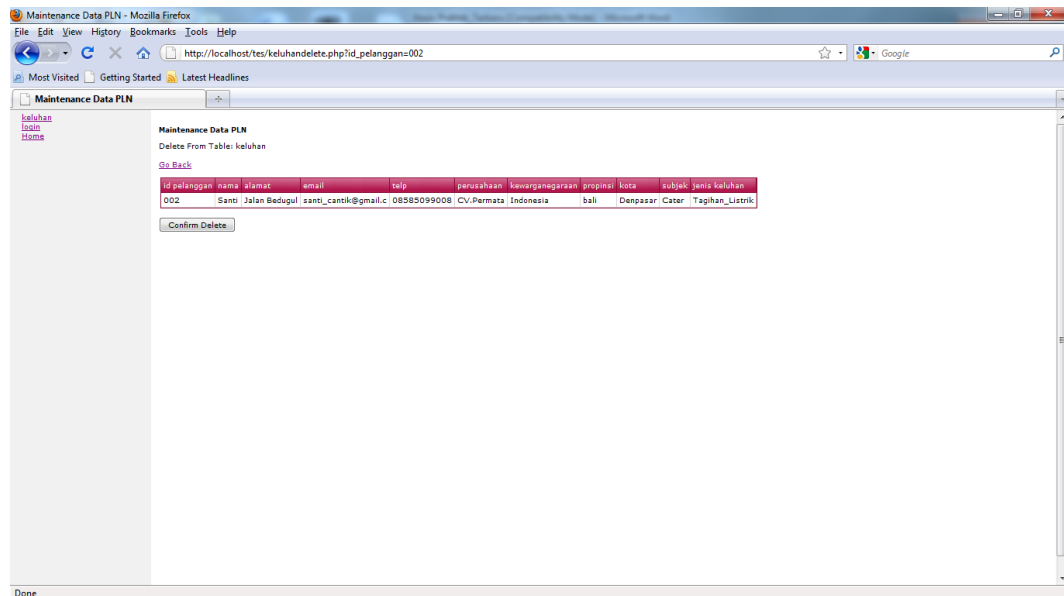 Maintenance Data PLN - Mozilla Firefox
File Edit View History Bookmarks Tools Help
http://localhost/tes/keluhandelete.php?id_pelanggan=002
Google
Most Visited Getting Started Latest Headlines
Maintenance Data PLN
keluhan
login
Home
Maintenance Data PLN
Delete From Table: keluhan
Go Back
id pelanggan nama alamat email telp perusahaan kewarganegaraan propinsi kota subjek jenis keluhan
002 Santi Jalan Bedugul santi_cantik@gmail.c 08585099008 CV.Permata Indonesia bali Denpasar Cater Tagihan_Listrik
Confirm Delete
Done